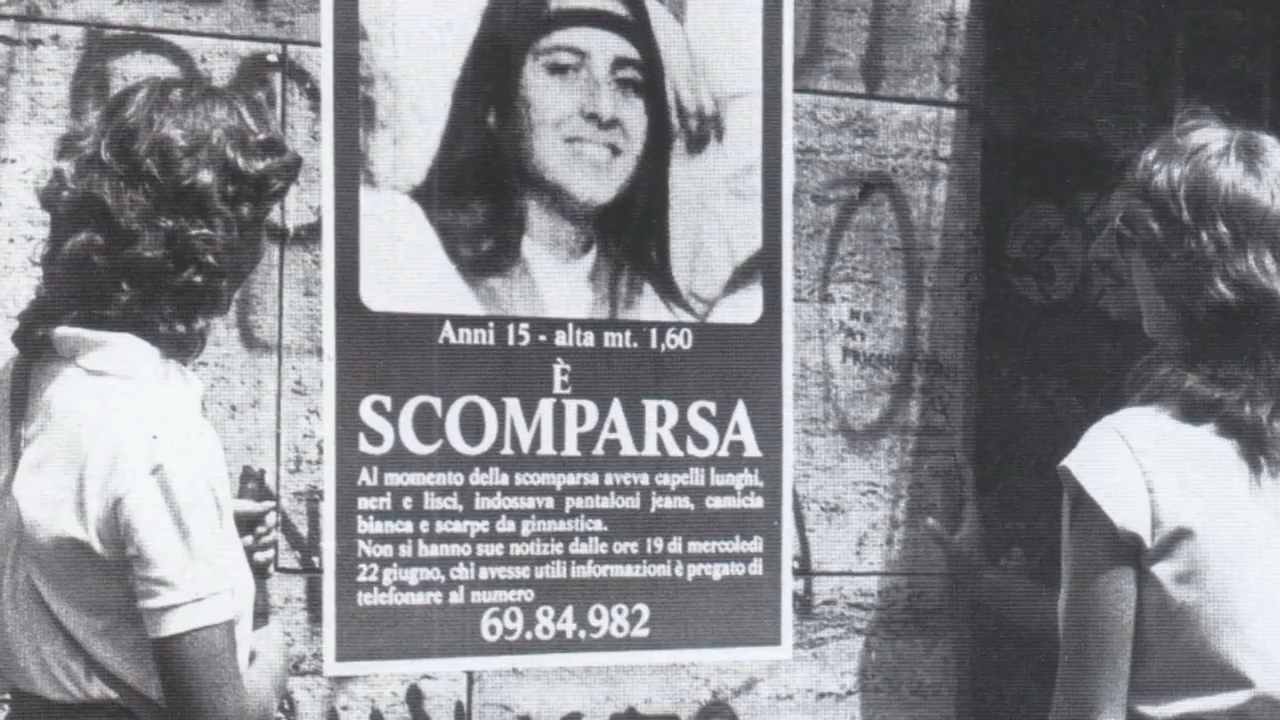 Anni 15 - alta mt. 1,60
È
SCOMPARSA
Al momento della scomparsa aveva capelli lunghi,
neri e lisci, indossava pantaloni jeans, camicia
bianca e scarpe da ginnastica.
Non si hanno sue notizie dalle ore 19 di mercoledì
22 giugno, chi avesse utili informazioni è pregato di
telefonare al numero
69.84.982